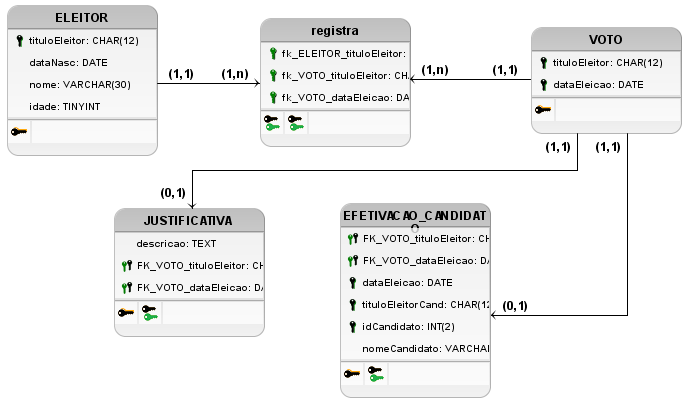 ELEITOR
tituloEleitor: CHAR(12)
dataNasc: DATE
nome: VARCHAR(30)
idade: TINYINT
(1,1)
(1,n)
registra
fk_ELEITOR_tituloEleitor:
fk_VOTO_tituloEleitor: CHA
fk_VOTO_dataEleicao: DA
(1,n)
(1,1)
VOTO
tituloEleitor: CHAR(12)
dataEleicao: DATE
(1,1)
(1,1)
(0,1)
JUSTIFICATIVA
descricao: TEXT
FK_VOTO_tituloEleitor: CH
FK_VOTO_dataEleicao: DA
EFETIVACAO_CANDIDAT
O
FK_VOTO_tituloEleitor: CH
FK_VOTO_dataEleicao: DA
dataEleicao: DATE
tituloEleitorCand: CHAR(12
idCandidato: INT(2)
nomeCandidato: VARCHAI
(0,1)